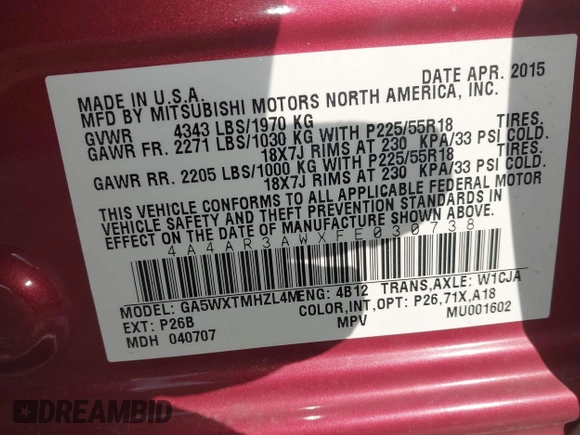 MADE IN U.S.A. DATE APR. 2015
MFD BY MITSUBISHI MOTORS NORTH AMERICA, INC.
GVWR 4343 LBS/1970 KG
GAWR FR. 2271 LBS/1030 KG WITH P225/55R18 TIRES.
18X7J RIMS AT 230 KPA/33 PSI COLD.
GAWR RR. 2205 LBS/1000 KG WITH P225/55R18 TIRES.
18X7J RIMS AT 230 KPA/33 PSI COLD.
THIS VEHICLE CONFORMS TO ALL APPLICABLE FEDERAL MOTOR
VEHICLE SAFETY AND THEFT PREVENTION STANDARDS IN
EFFECT ON THE DATE OF MANUFACTURE SHOWN ABOVE.
4A4AR3AWXFE030738
MODEL: GA5WXTMHZL4M ENG: 4B12 TRANS,AXLE: W1CJA
EXT: P26B COLOR,INT,OPT: P26,71X,A18
MDH 040707 MPV MU001602
DREAMBID